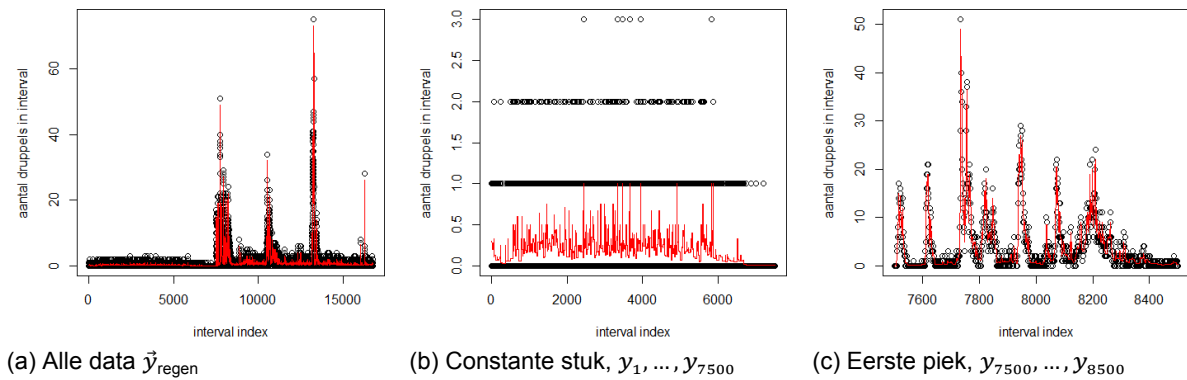 aantal druppels in interval
60
40
20
0
0 5000 10000 15000
interval index
(a) Alle data y⃗regen
aantal druppels in interval
3.0
2.5
2.0
1.5
1.0
0.5
0.0
0 2000 4000 6000
interval index
(b) Constante stuk, y₁, ..., y₇₅₀₀
aantal druppels in interval
50
40
30
20
10
0
7600 7800 8000 8200 8400
interval index
(c) Eerste piek, y₇₅₀₀, ..., y₈₅₀₀